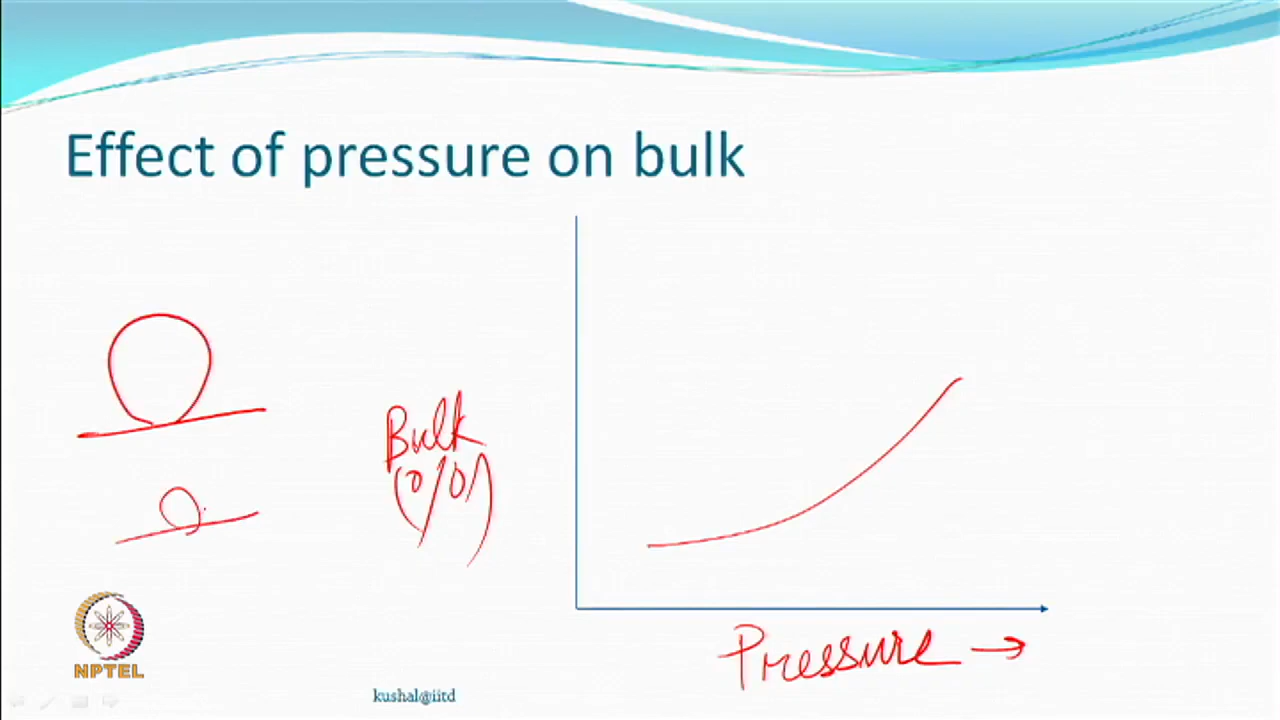 Effect of pressure on bulk
Bulk
(%)
Pressure →
NPTEL
kushal@iitd